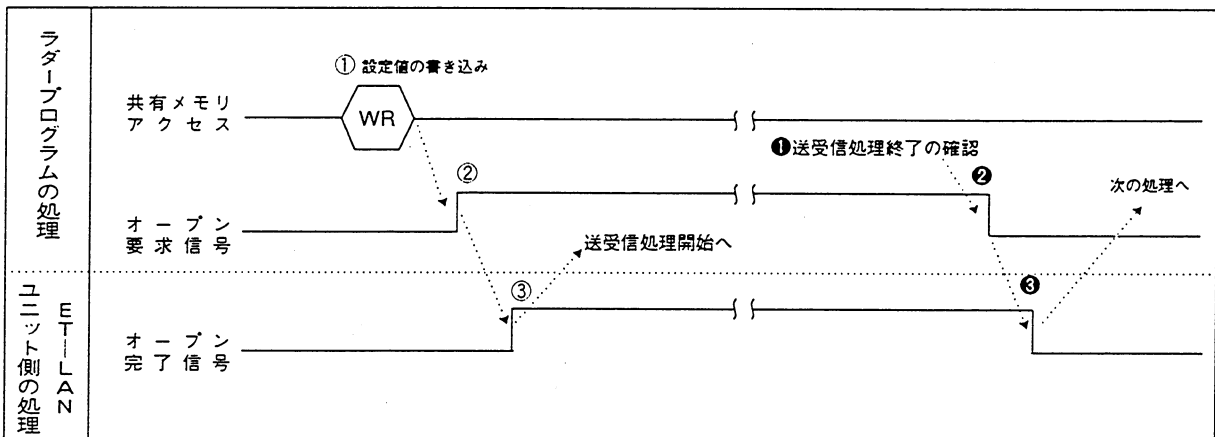 ラダープログラムの処理
① 設定値の書き込み
共有メモリ
アクセス
WR
❶送受信処理終了の確認
②
❷
次の処理へ
オープン
要求信号
送受信処理開始へ
ET-LAN
ユニット側の処理
③
❸
オープン
完了信号